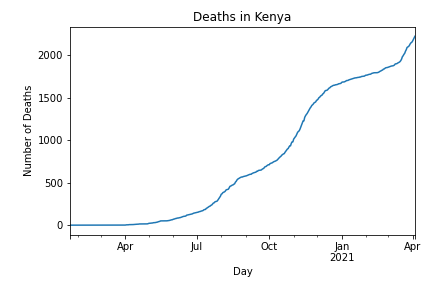 Deaths in Kenya
Number of Deaths
2000
1500
1000
500
0
Apr
Jul
Oct
Jan
2021
Apr
Day